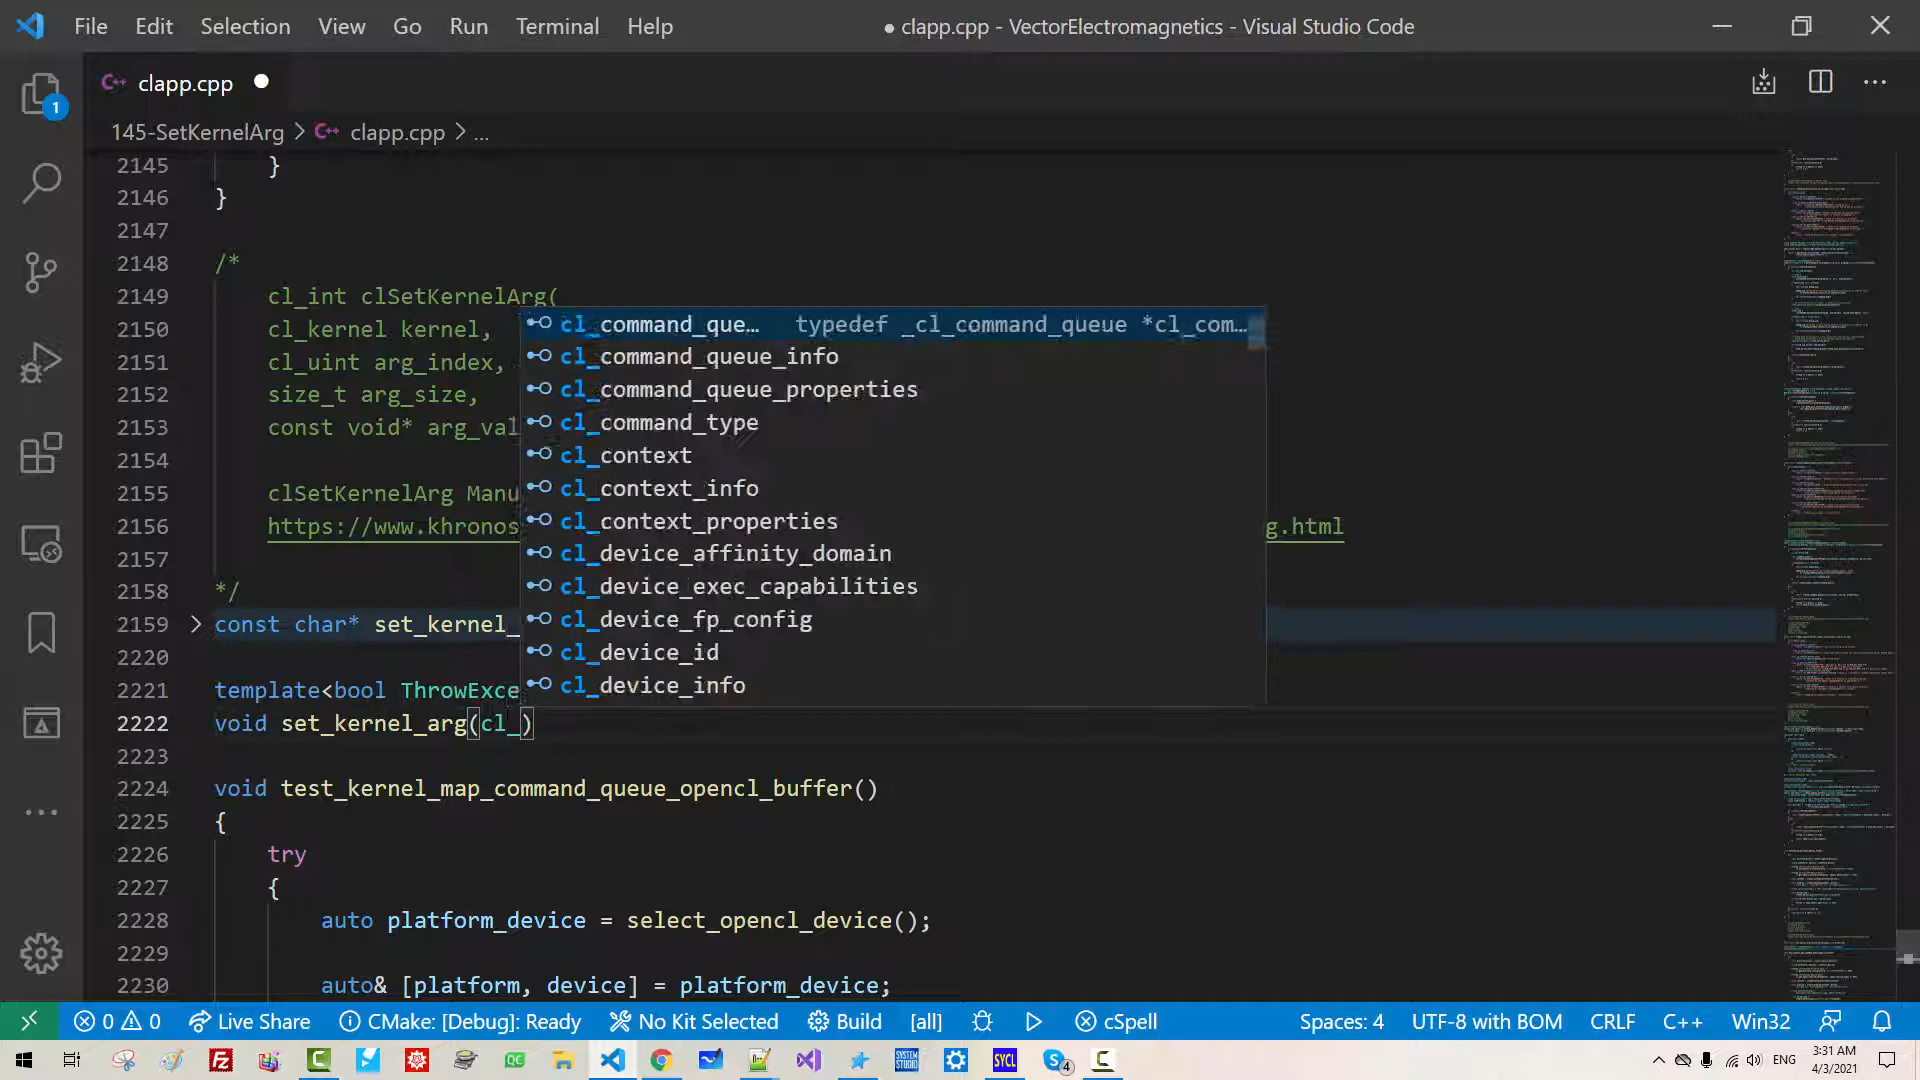 File Edit Selection View Go Run Terminal Help
● clapp.cpp - VectorElectromagnetics - Visual Studio Code
C++ clapp.cpp
145-SetKernelArg > C++ clapp.cpp > ...
2145 }
2146 }
2147
2148 /*
2149 cl_int clSetKernelArg(
2150 cl_kernel kernel,
2151 cl_uint arg_index,
2152 size_t arg_size,
2153 const void* arg_val
2154
2155 clSetKernelArg Manu
2156 https://www.khronos g.html
2157
2158 */
2159 const char* set_kernel_
2220
2221 template<bool ThrowExce
2222 void set_kernel_arg(cl_)
2223
2224 void test_kernel_map_command_queue_opencl_buffer()
2225 {
2226 try
2227 {
2228 auto platform_device = select_opencl_device();
2229
2230 auto& [platform, device] = platform_device;
cl_command_que… typedef _cl_command_queue *cl_com…
cl_command_queue_info
cl_command_queue_properties
cl_command_type
cl_context
cl_context_info
cl_context_properties
cl_device_affinity_domain
cl_device_exec_capabilities
cl_device_fp_config
cl_device_id
cl_device_info
1
0 0 Live Share CMake: [Debug]: Ready No Kit Selected Build [all] cSpell Spaces: 4 UTF-8 with BOM CRLF C++ Win32
QC SYSTEM STUDIO SYCL 4 ENG 3:31 AM
4/3/2021